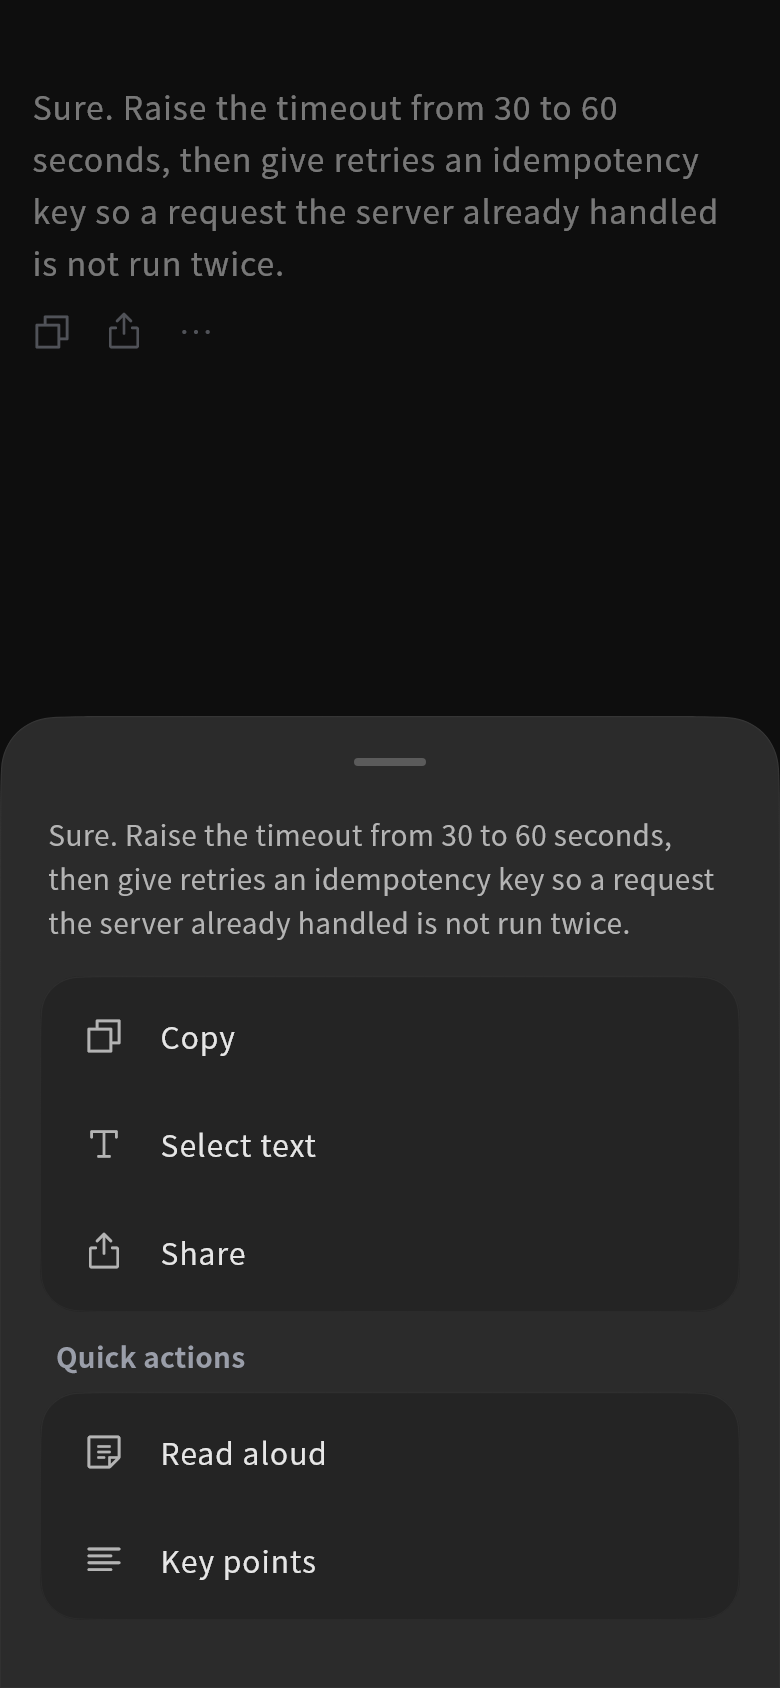 Sure. Raise the timeout from 30 to 60
seconds, then give retries an idempotency
key so a request the server already handled
is not run twice.
Sure. Raise the timeout from 30 to 60 seconds,
then give retries an idempotency key so a request
the server already handled is not run twice.
Copy
Select text
Share
Quick actions
Read aloud
Key points